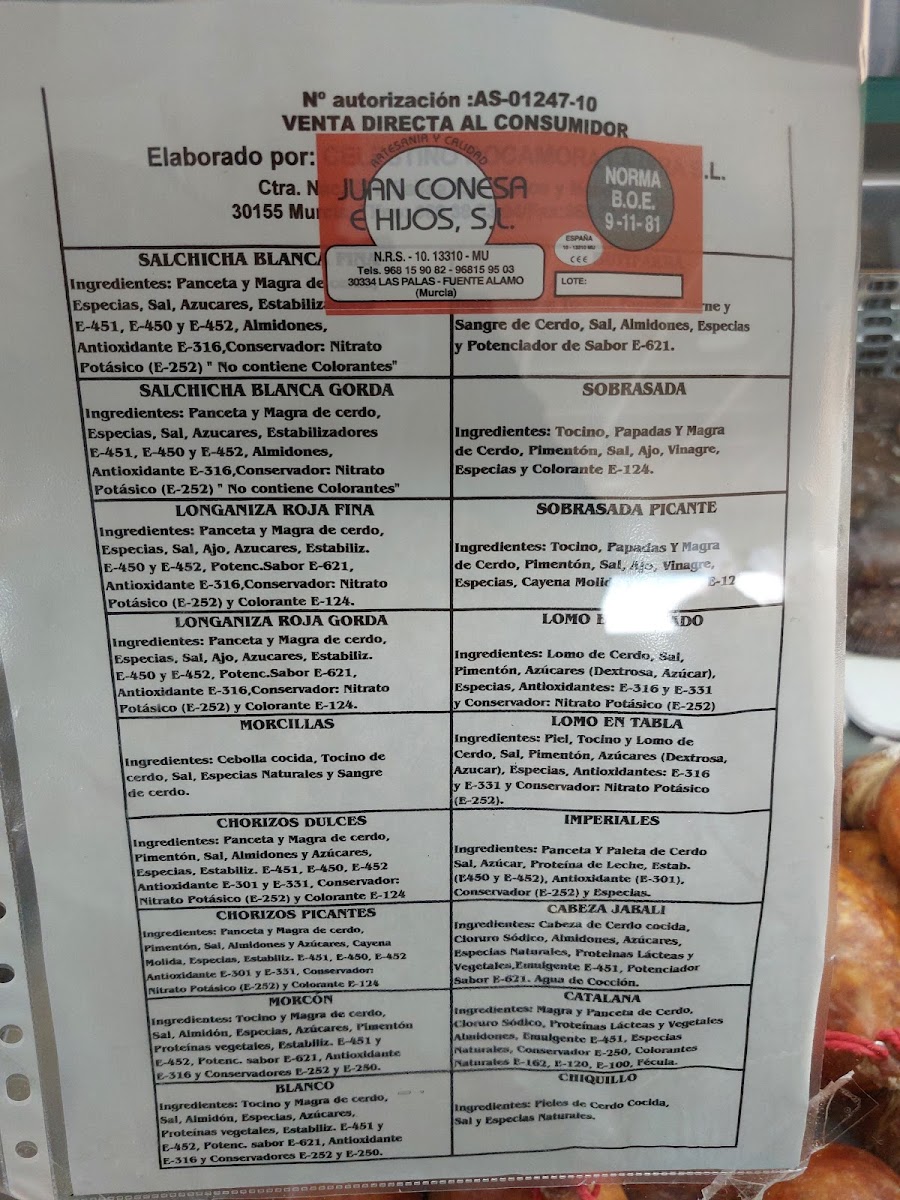 Nº autorización :AS-01247-10
VENTA DIRECTA AL CONSUMIDOR
Elaborado por:
S.L.
Ctra. N
30155 Mur
ARTESANIA Y CALIDAD
JUAN CONESA
E HIJOS, S.L.
N.R.S. - 10. 13310 - MU
Tels. 968 15 90 82 - 96815 95 03
30334 LAS PALAS - FUENTE ALAMO
(Murcia)
NORMA
B.O.E.
9-11-81
ESPAÑA
10 - 13310 MU
CEE
LOTE:
SALCHICHA BLANCA FINA
Ingredientes: Panceta y Magra de
Especias, Sal, Azucares, Estabiliz
E-451, E-450 y E-452, Almidones,
Antioxidante E-316,Conservador: Nitrato
Potásico (E-252) " No contiene Colorantes"
SALCHICHA BLANCA GORDA
Ingredientes: Panceta y Magra de cerdo,
Especias, Sal, Azucares, Estabilizadores
E-451, E-450 y E-452, Almidones,
Antioxidante E-316,Conservador: Nitrato
Potásico (E-252) " No contiene Colorantes"
LONGANIZA ROJA FINA
Ingredientes: Panceta y Magra de cerdo,
Especias, Sal, Ajo, Azucares, Estabiliz.
E-450 y E-452, Potenc.Sabor E-621,
Antioxidante E-316,Conservador: Nitrato
Potásico (E-252) y Colorante E-124.
LONGANIZA ROJA GORDA
Ingredientes: Panceta y Magra de cerdo,
Especias, Sal, Ajo, Azucares, Estabiliz.
E-450 y E-452, Potenc.Sabor E-621,
Antioxidante E-316,Conservador: Nitrato
Potásico (E-252) y Colorante E-124.
MORCILLAS
Ingredientes: Cebolla cocida, Tocino de
cerdo, Sal, Especias Naturales y Sangre
de cerdo.
CHORIZOS DULCES
Ingredientes: Panceta y Magra de cerdo,
Pimentón, Sal, Almidones y Azúcares,
Especias, Estabiliz. E-451, E-450, E-452
Antioxidante E-301 y E-331, Conservador:
Nitrato Potásico (E-252) y Colorante E-124
CHORIZOS PICANTES
Ingredientes: Panceta y Magra de cerdo,
Pimentón, Sal, Almidones y Azúcares, Cayena
Molida, Especias, Estabiliz. E-451, E-450, E-452
Antioxidante E-301 y E-331, Conservador:
Nitrato Potásico (E-252) y Colorante E-124
MORCÓN
Ingredientes: Tocino y Magra de cerdo,
Sal, Almidón, Especias, Azúcares, Pimentón
Proteínas vegetales, Estabiliz. E-451 y
E-452, Potenc. sabor E-621, Antioxidante
E-316 y Conservadores E-252 y E-250.
BLANCO
Ingredientes: Tocino y Magra de cerdo,
Sal, Almidón, Especias, Azúcares,
Proteínas vegetales, Estabiliz. E-451 y
E-452, Potenc. sabor E-621, Antioxidante
E-316 y Conservadores E-252 y E-250.
ne y
Sangre de Cerdo, Sal, Almidones, Especias
y Potenciador de Sabor E-621.
SOBRASADA
Ingredientes: Tocino, Papadas Y Magra
de Cerdo, Pimentón, Sal, Ajo, Vinagre,
Especias y Colorante E-124.
SOBRASADA PICANTE
Ingredientes: Tocino, Papadas Y Magra
de Cerdo, Pimentón, Sal, Ajo, Vinagre,
Especias, Cayena Molid E-12
LOMO E ADO
Ingredientes: Lomo de Cerdo, Sal,
Pimentón, Azúcares (Dextrosa, Azúcar),
Especias, Antioxidantes: E-316 y E-331
y Conservador: Nitrato Potásico (E-252)
LOMO EN TABLA
Ingredientes: Piel, Tocino y Lomo de
Cerdo, Sal, Pimentón, Azúcares (Dextrosa,
Azucar), Especias, Antioxidantes: E-316
y E-331 y Conservador: Nitrato Potásico
(E-252).
IMPERIALES
Ingredientes: Panceta Y Paleta de Cerdo
Sal, Azúcar, Proteína de Leche, Estab.
(E450 y E-452), Antioxidante (E-301),
Conservador (E-252) y Especias.
CABEZA JABALI
Ingredientes: Cabeza de Cerdo cocida,
Cloruro Sódico, Almidones, Azúcares,
Especias Naturales, Proteínas Lácteas y
Vegetales,Emulgente E-451, Potenciador
Sabor E-621. Agua de Cocción.
CATALANA
Ingredientes: Magra y Panceta de Cerdo,
Cloruro Sódico, Proteínas Lácteas y Vegetales
Almidones, Emulgente E-451, Especias
Naturales, Conservador E-250, Colorantes
Naturales E-162, E-120, E-100, Fécula.
CHIQUILLO
Ingredientes: Pieles de Cerdo Cocida,
Sal y Especias Naturales.